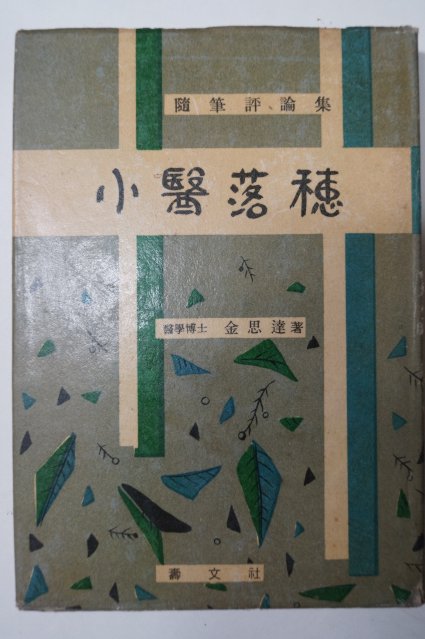 隨筆評論集
小醫落穗
醫學博士 金思達 著
壽文社